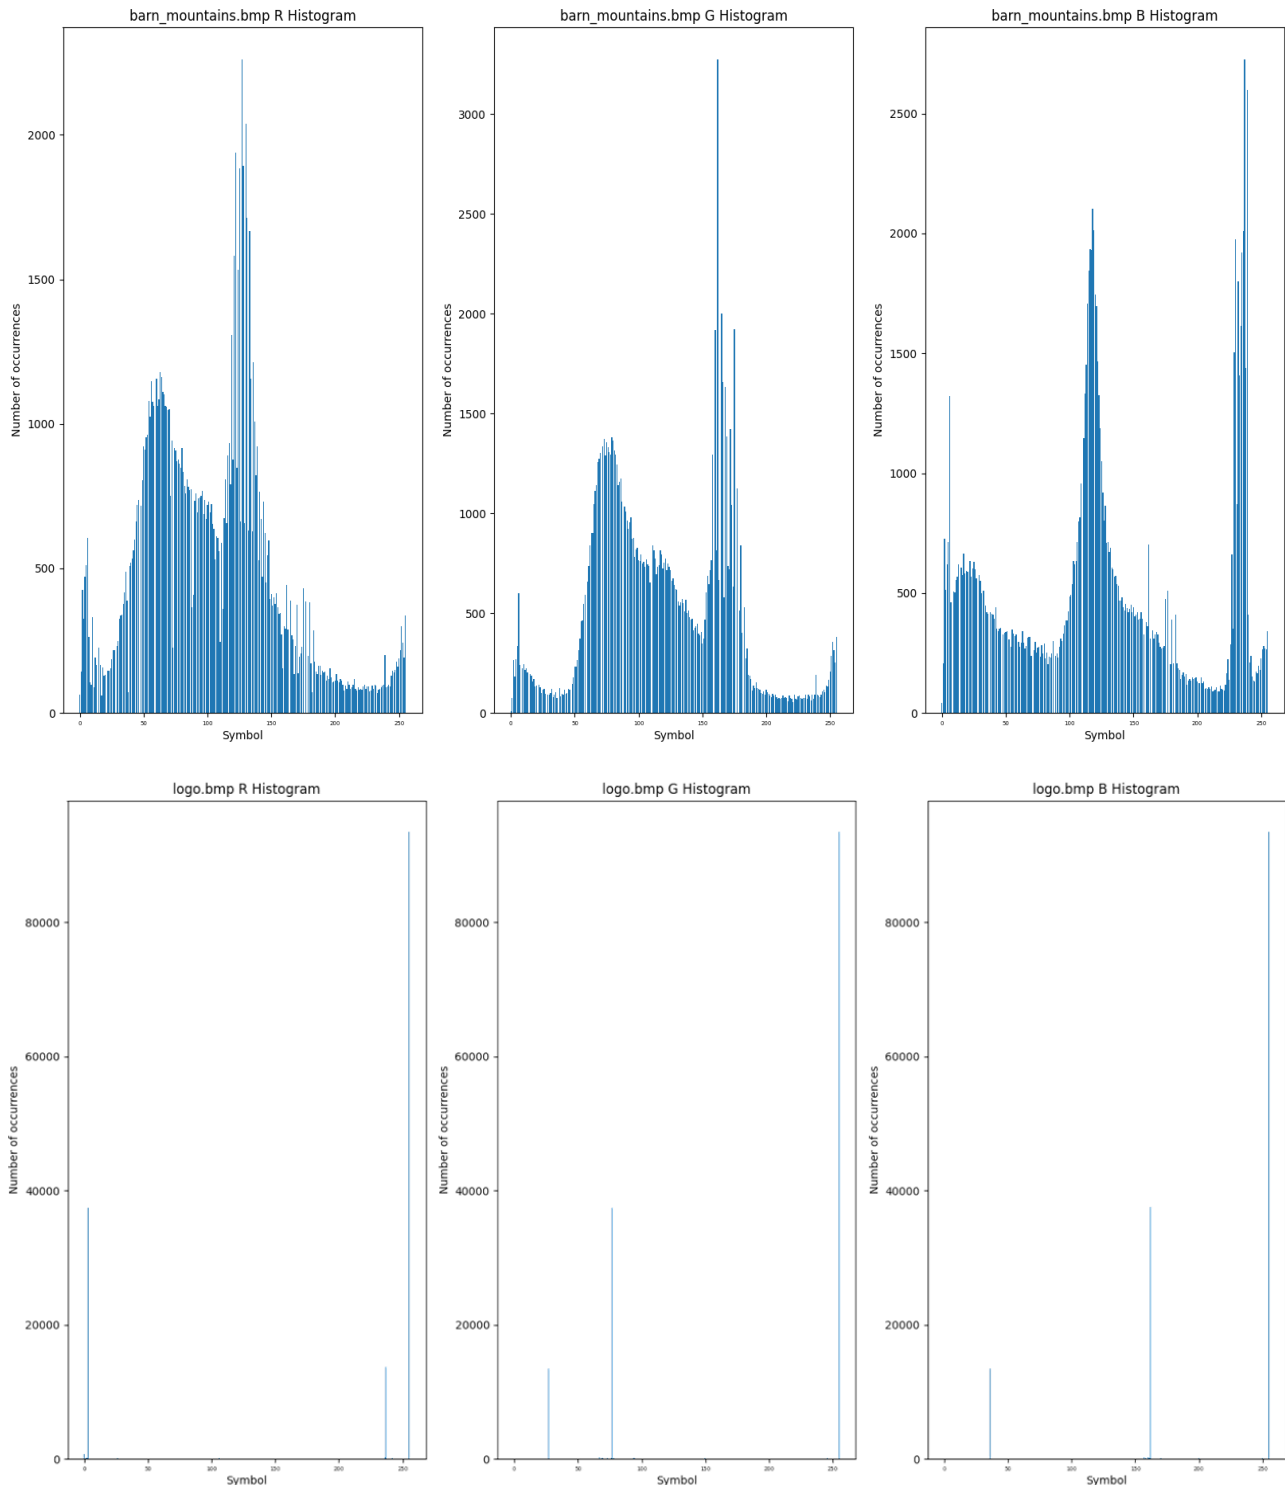 barn_mountains.bmp R Histogram
barn_mountains.bmp G Histogram
barn_mountains.bmp B Histogram
Number of occurrences
2000
1500
1000
500
0
0 50 100 150 200 250
Symbol
Number of occurrences
3000
2500
2000
1500
1000
500
0
0 50 100 150 200 250
Symbol
Number of occurrences
2500
2000
1500
1000
500
0
0 50 100 150 200 250
Symbol
logo.bmp R Histogram
logo.bmp G Histogram
logo.bmp B Histogram
Number of occurrences
80000
60000
40000
20000
0
0 50 100 150 200 250
Symbol
Number of occurrences
80000
60000
40000
20000
0
0 50 100 150 200 250
Symbol
Number of occurrences
80000
60000
40000
20000
0
0 50 100 150 200 250
Symbol